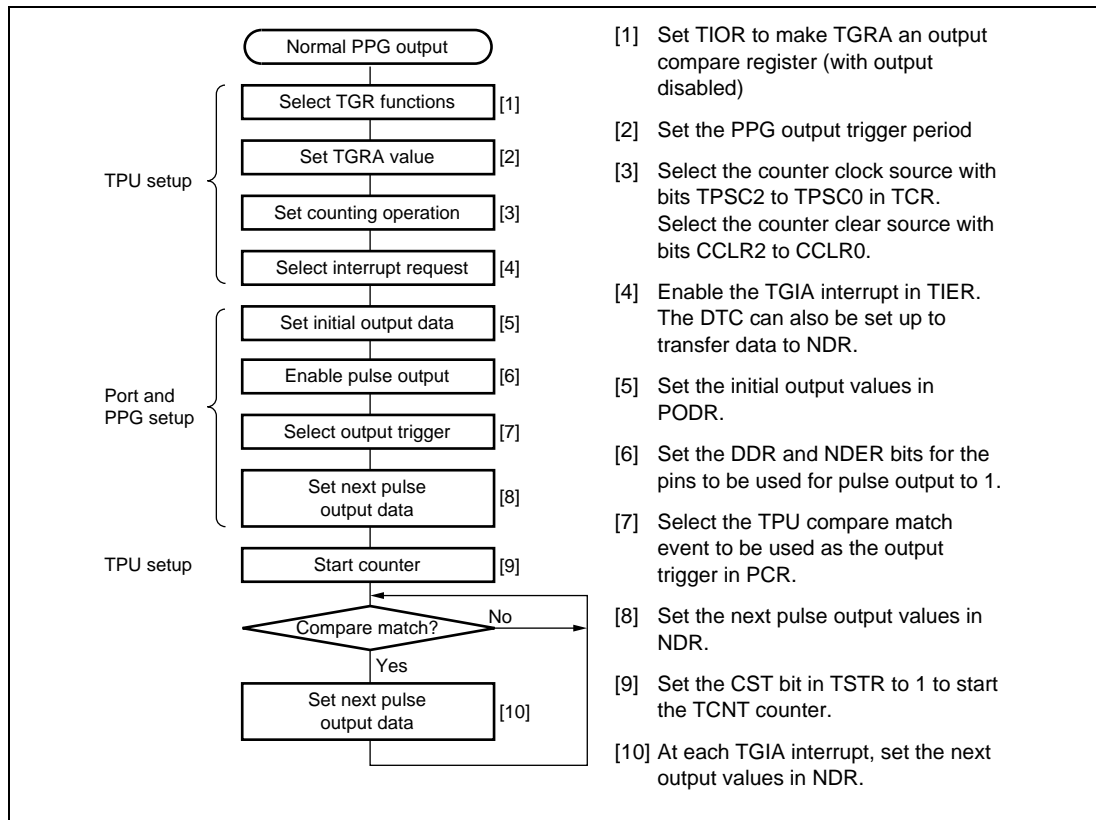 Normal PPG output
Select TGR functions [1]
Set TGRA value [2]
TPU setup
Set counting operation [3]
Select interrupt request [4]
Set initial output data [5]
Enable pulse output [6]
Port and
PPG setup
Select output trigger [7]
Set next pulse
output data [8]
TPU setup
Start counter [9]
Compare match?
No
Yes
Set next pulse
output data [10]
[1] Set TIOR to make TGRA an output
compare register (with output
disabled)
[2] Set the PPG output trigger period
[3] Select the counter clock source with
bits TPSC2 to TPSC0 in TCR.
Select the counter clear source with
bits CCLR2 to CCLR0.
[4] Enable the TGIA interrupt in TIER.
The DTC can also be set up to
transfer data to NDR.
[5] Set the initial output values in
PODR.
[6] Set the DDR and NDER bits for the
pins to be used for pulse output to 1.
[7] Select the TPU compare match
event to be used as the output
trigger in PCR.
[8] Set the next pulse output values in
NDR.
[9] Set the CST bit in TSTR to 1 to start
the TCNT counter.
[10] At each TGIA interrupt, set the next
output values in NDR.